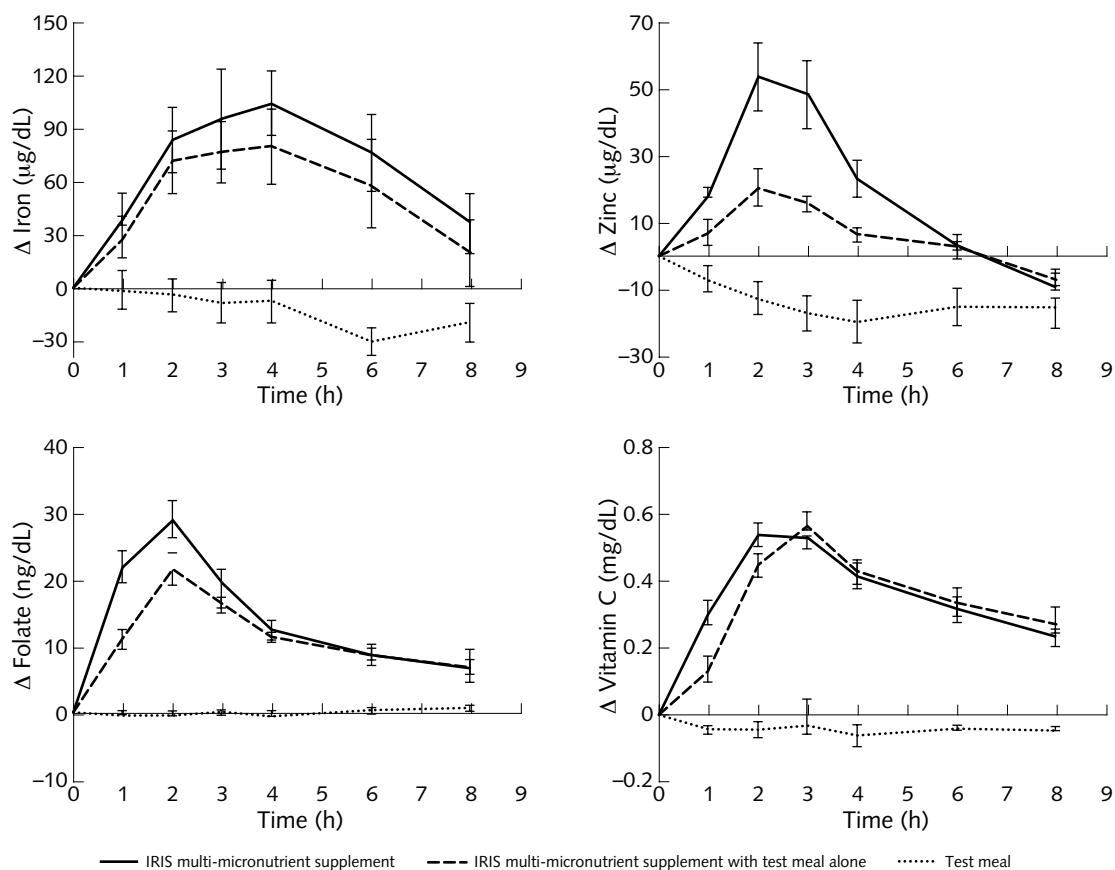 150
120
90
60
30
0
−30
Δ Iron (µg/dL)
0 1 2 3 4 5 6 7 8 9
Time (h)
70
50
30
10
−10
−30
Δ Zinc (µg/dL)
0 1 2 3 4 5 6 7 8 9
Time (h)
40
30
20
10
0
−10
Δ Folate (ng/dL)
0 1 2 3 4 5 6 7 8 9
Time (h)
0.8
0.6
0.4
0.2
0
−0.2
Δ Vitamin C (mg/dL)
0 1 2 3 4 5 6 7 8 9
Time (h)
IRIS multi-micronutrient supplement IRIS multi-micronutrient supplement with test meal alone Test meal